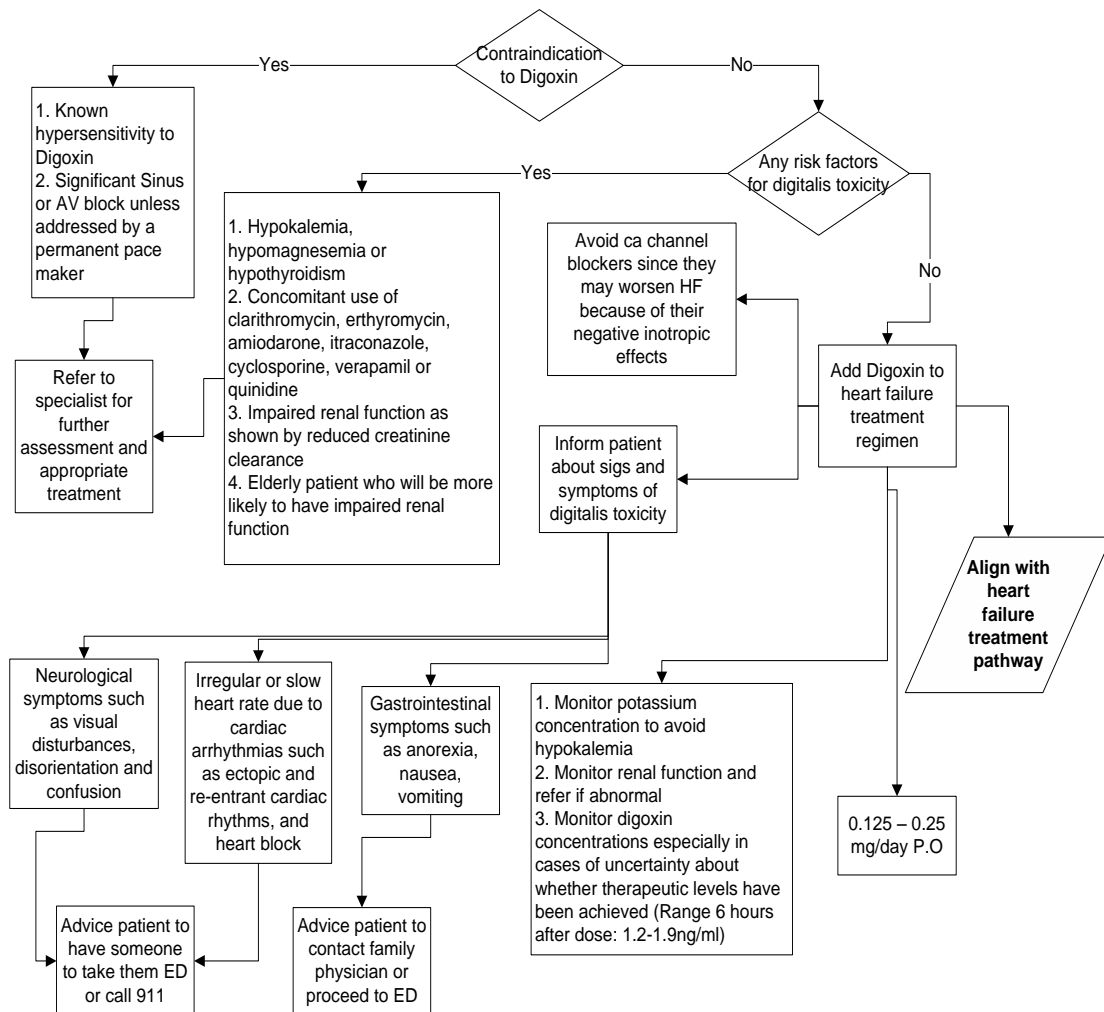 Contraindication
to Digoxin
Yes
No
1. Known
hypersensitivity to
Digoxin
2. Significant Sinus
or AV block unless
addressed by a
permanent pace
maker
Any risk factors
for digitalis toxicity
Yes
No
1. Hypokalemia,
hypomagnesemia or
hypothyroidism
2. Concomitant use of
clarithromycin, erthyromycin,
amiodarone, itraconazole,
cyclosporine, verapamil or
quinidine
3. Impaired renal function as
shown by reduced creatinine
clearance
4. Elderly patient who will be more
likely to have impaired renal
function
Avoid ca channel
blockers since they
may worsen HF
because of their
negative inotropic
effects
Refer to
specialist for
further
assessment and
appropriate
treatment
Add Digoxin to
heart failure
treatment
regimen
Inform patient
about sigs and
symptoms of
digitalis toxicity
Align with
heart
failure
treatment
pathway
Neurological
symptoms such
as visual
disturbances,
disorientation and
confusion
Irregular or slow
heart rate due to
cardiac
arrhythmias such
as ectopic and
re-entrant cardiac
rhythms, and
heart block
Gastrointestinal
symptoms such
as anorexia,
nausea,
vomiting
1. Monitor potassium
concentration to avoid
hypokalemia
2. Monitor renal function and
refer if abnormal
3. Monitor digoxin
concentrations especially in
cases of uncertainty about
whether therapeutic levels have
been achieved (Range 6 hours
after dose: 1.2-1.9ng/ml)
0.125 – 0.25
mg/day P.O
Advice patient to
have someone
to take them ED
or call 911
Advice patient to
contact family
physician or
proceed to ED